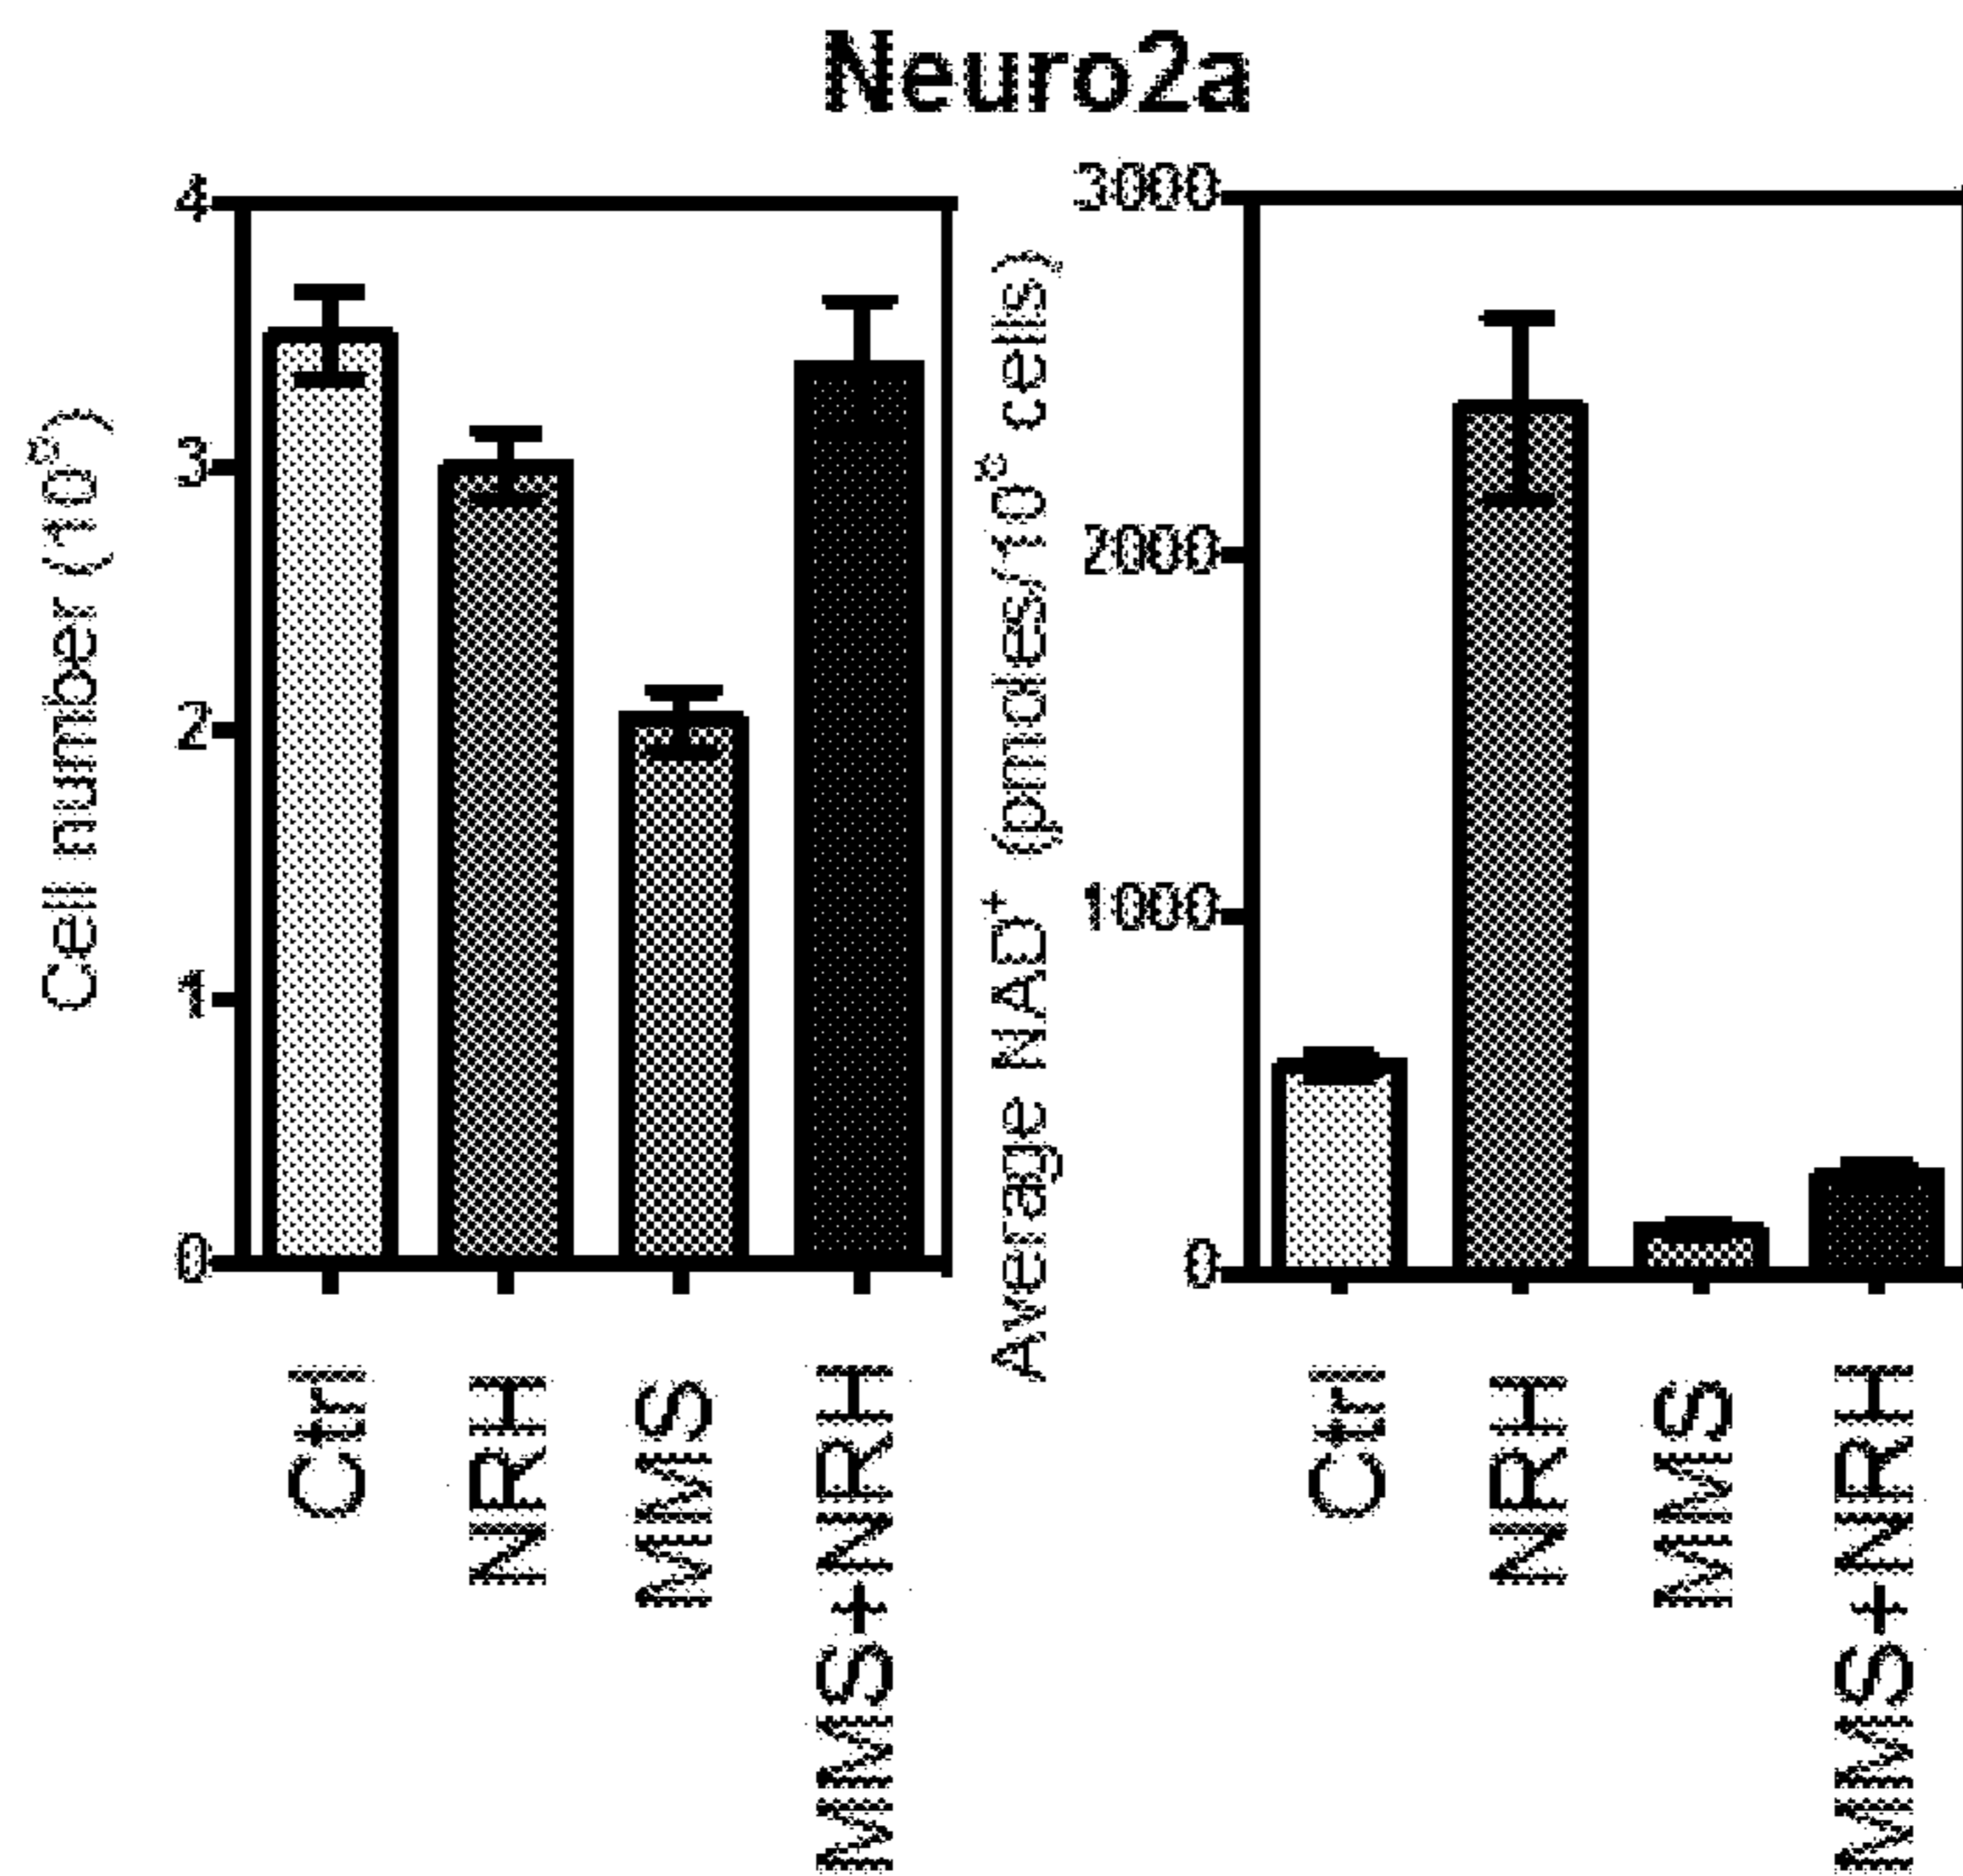 Neuro2a
Cell number (10 )
4
3
2
1
0
Ctrl
NRH
MMS
MMS+NRH
Average NAD⁺ (pmoles/10⁶ cells)
3000
2000
1000
0
Ctrl
NRH
MMS
MMS+NRH